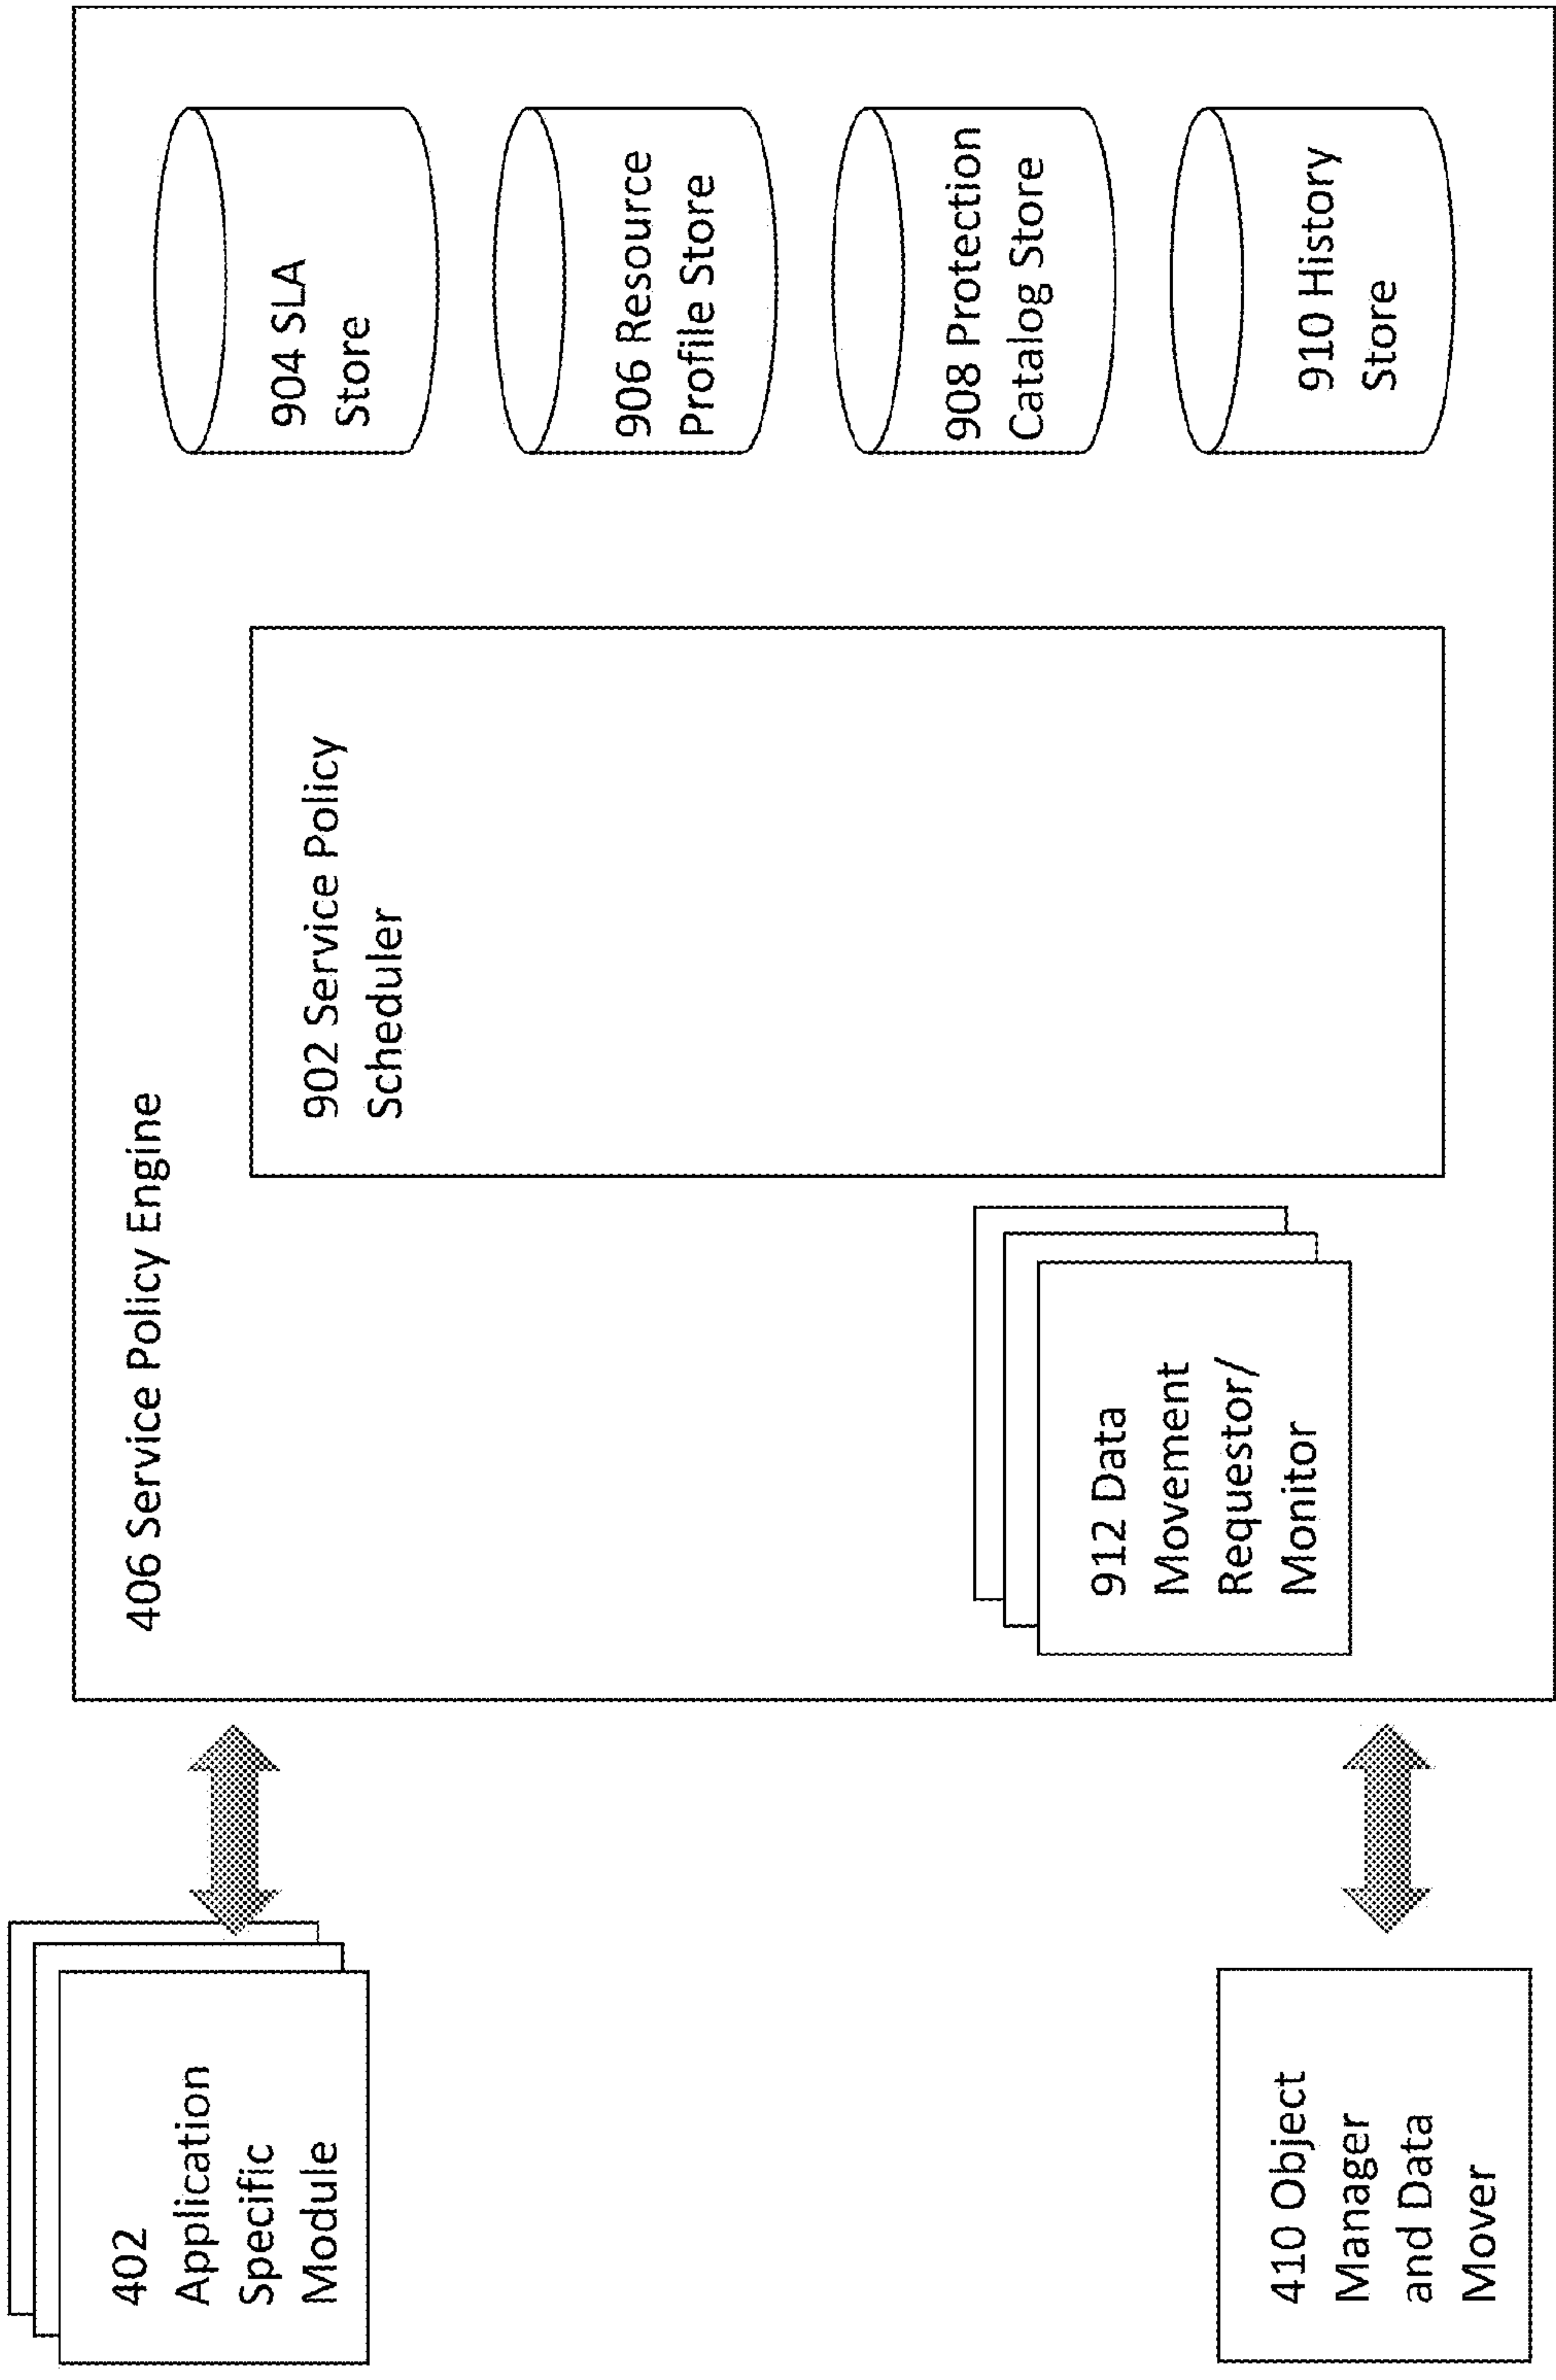 402
Application
Specific
Module
410 Object
Manager
and Data
Mover
406 Service Policy Engine
912 Data
Movement
Requestor/
Monitor
902 Service Policy
Scheduler
904 SLA
Store
906 Resource
Profile Store
908 Protection
Catalog Store
910 History
Store